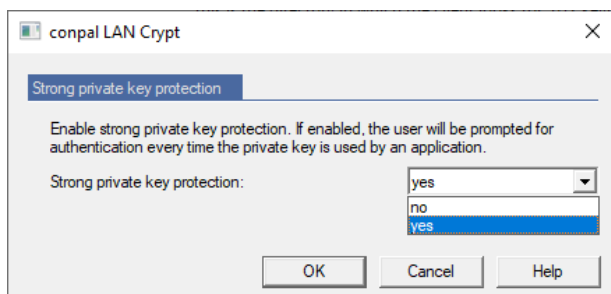 conpal LAN Crypt
Strong private key protection
Enable strong private key protection. If enabled, the user will be prompted for
authentication every time the private key is used by an application.
Strong private key protection:
yes
no
yes
OK
Cancel
Help